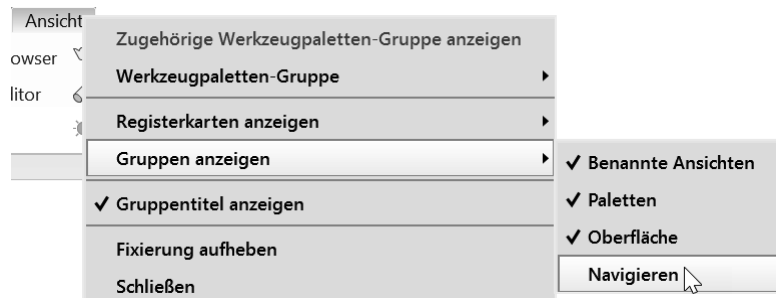 Ansicht
owser
litor
Zugehörige Werkzeugpaletten-Gruppe anzeigen
Werkzeugpaletten-Gruppe
Registerkarten anzeigen
Gruppen anzeigen
Gruppentitel anzeigen
Fixierung aufheben
Schließen
Benannte Ansichten
Paletten
Oberfläche
Navigieren